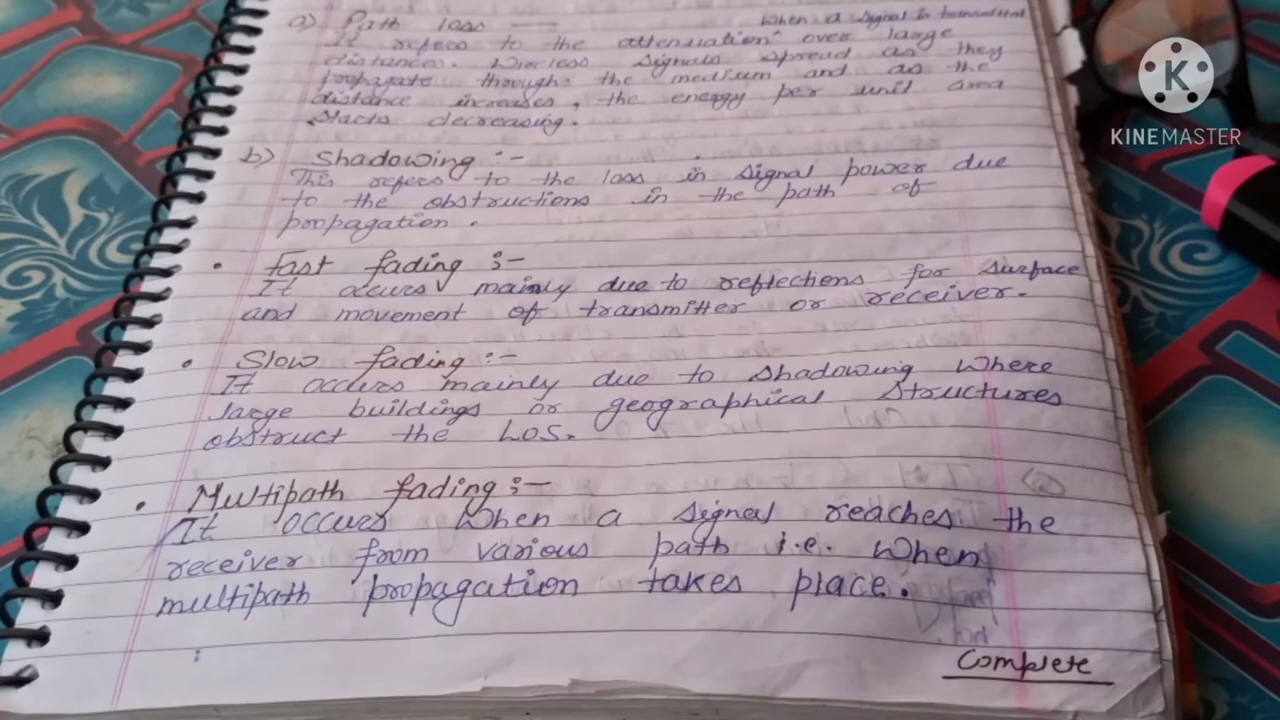 a) Path loss —
when a signal is transmitted
It refers to the attenuation^ over large
distances. Wireless signals spread as they
propagate through the medium and as the
distance increases, the energy per unit area
starts decreasing.
b) Shadowing :-
This refers to the loss in signal power due
to the obstructions in the path of
propagation.
• Fast fading :-
It occurs mainly due to reflections for surface
and movement of transmitter or receiver.
• Slow fading :-
It occurs mainly due to shadowing where
large buildings or geographical structures
obstruct the LOS.
• Multipath fading :-
It occurs when a signal reaches the
receiver from various path i.e. when
multipath propagation takes place.
Complete
K
KINEMASTER